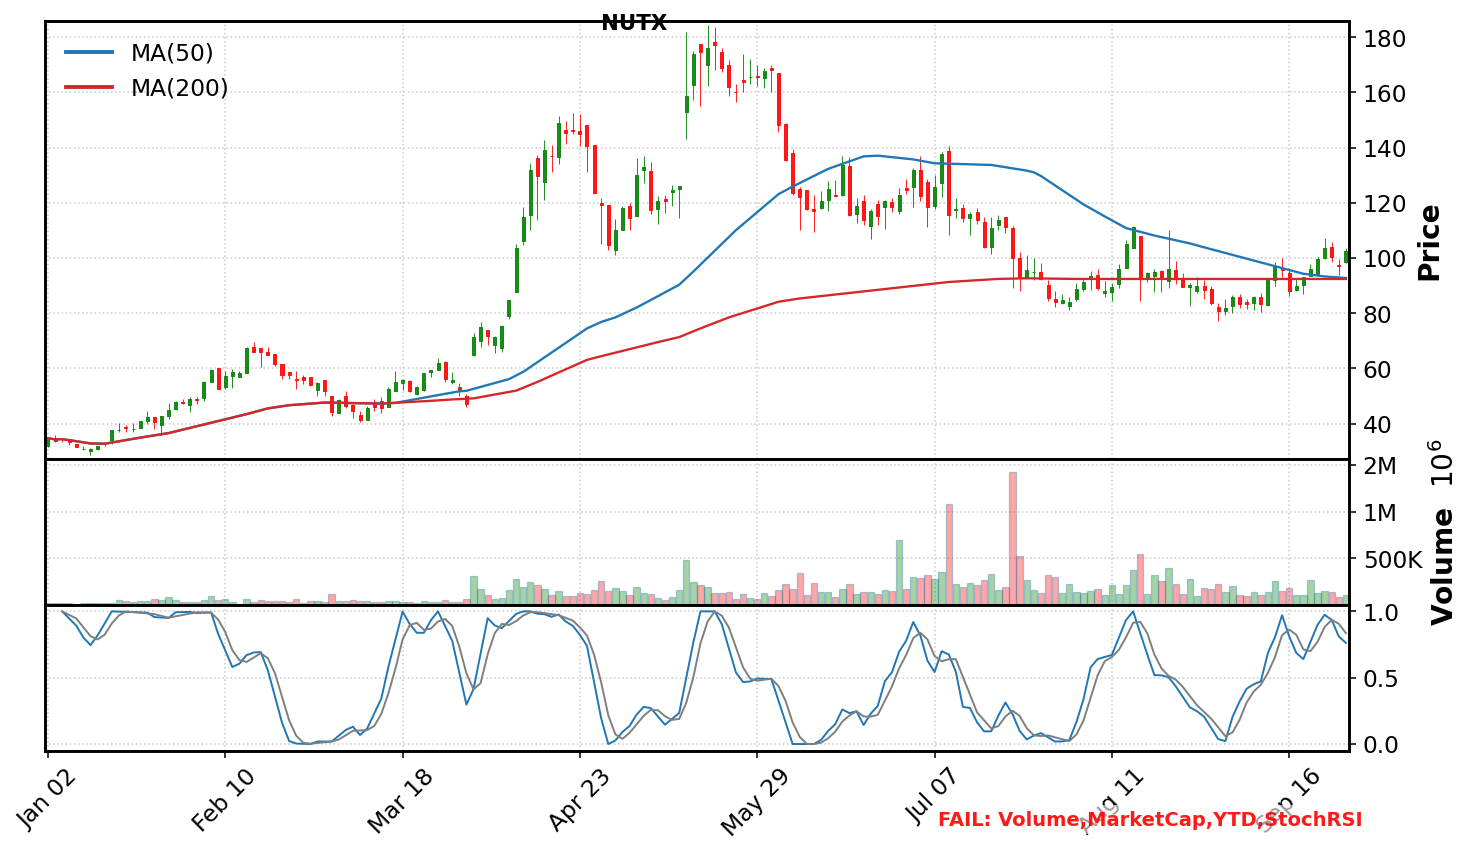 NUTX
MA(50)
MA(200)
180
160
140
120
100
80
60
40
Price
2M
1M
500K
Volume 10^6
1.0
0.5
0.0
Jan 02
Feb 10
Mar 18
Apr 23
May 29
Jul 07
Aug 11
Sep 16
FAIL: Volume,MarketCap,YTD,StochRSI